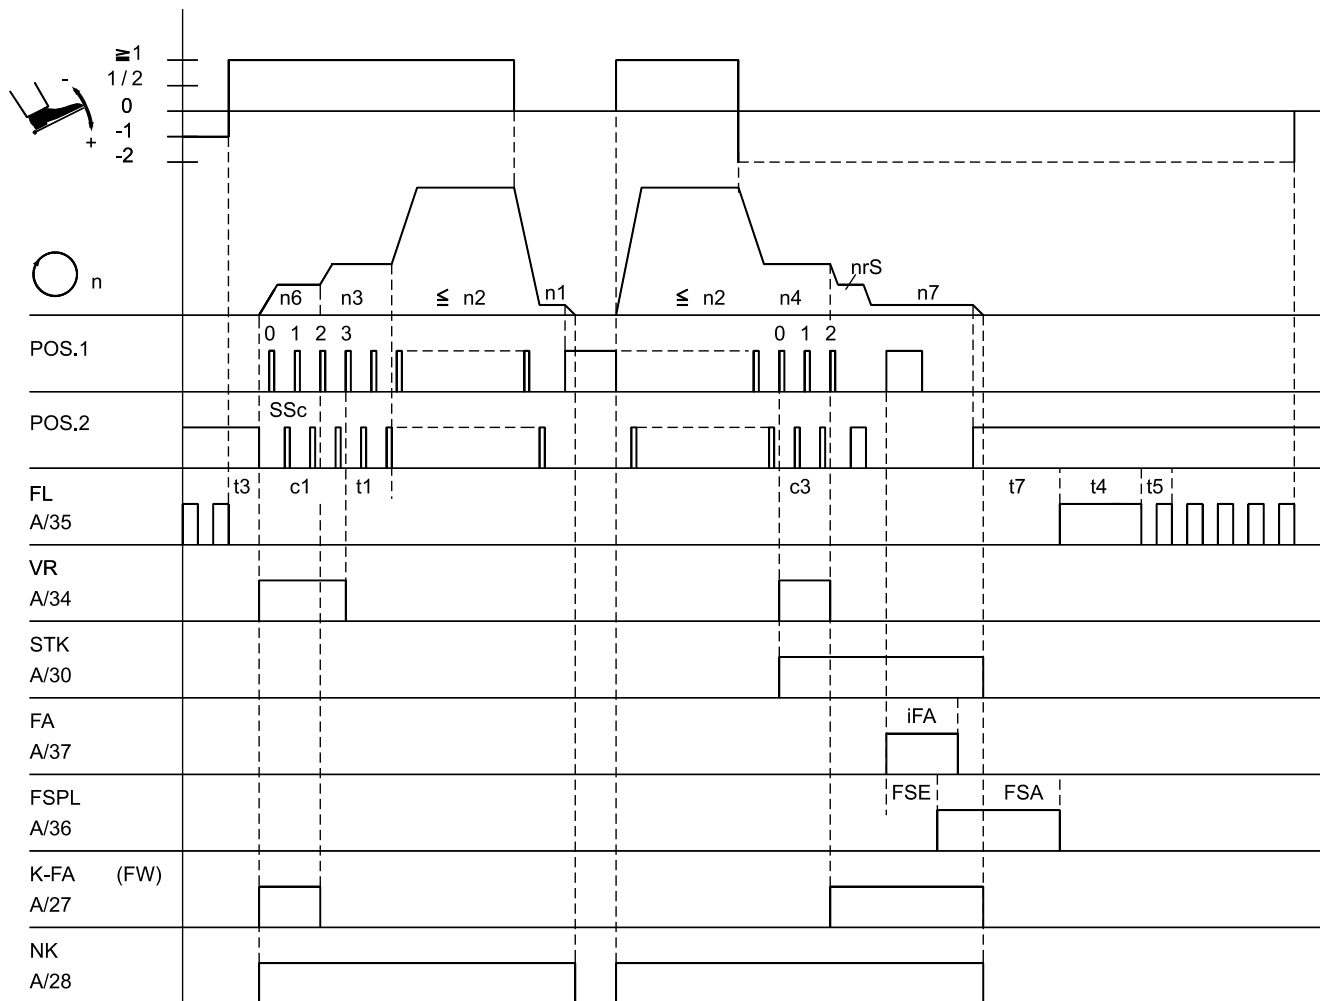 ≧1
1/2
-
0
-1
+
-2
n
n6
n3
≦ n2
n1
≦ n2
n4
nrS
n7
POS.1
0 1 2 3
0 1 2
POS.2
SSc
FL
A/35
t3
c1
t1
c3
t7
t4
t5
VR
A/34
STK
A/30
FA
A/37
iFA
FSPL
A/36
FSE
FSA
K-FA (FW)
A/27
NK
A/28